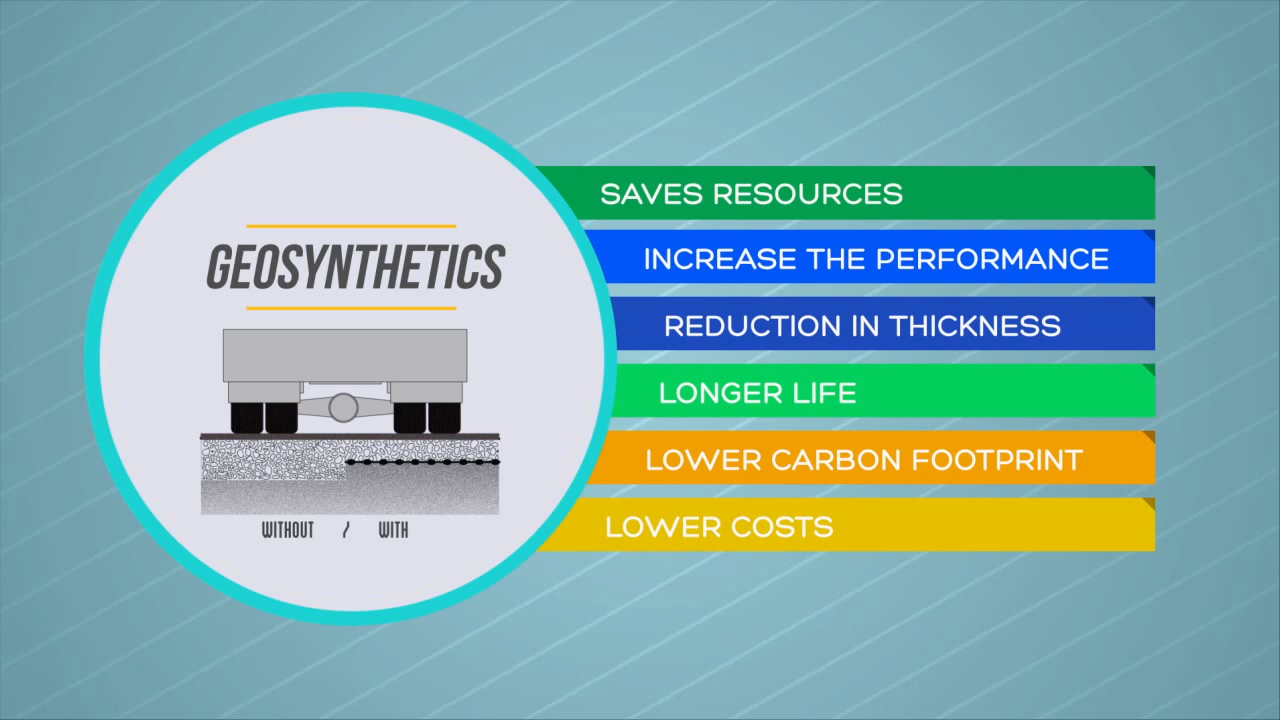 GEOSYNTHETICS
WITHOUT / WITH
SAVES RESOURCES
INCREASE THE PERFORMANCE
REDUCTION IN THICKNESS
LONGER LIFE
LOWER CARBON FOOTPRINT
LOWER COSTS